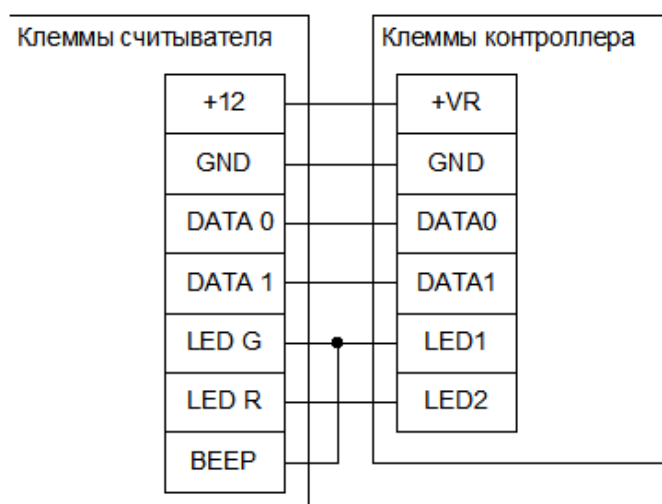 Клеммы считывателя
Клеммы контроллера
+12
+VR
GND
GND
DATA 0
DATA0
DATA 1
DATA1
LED G
LED1
LED R
LED2
BEEP